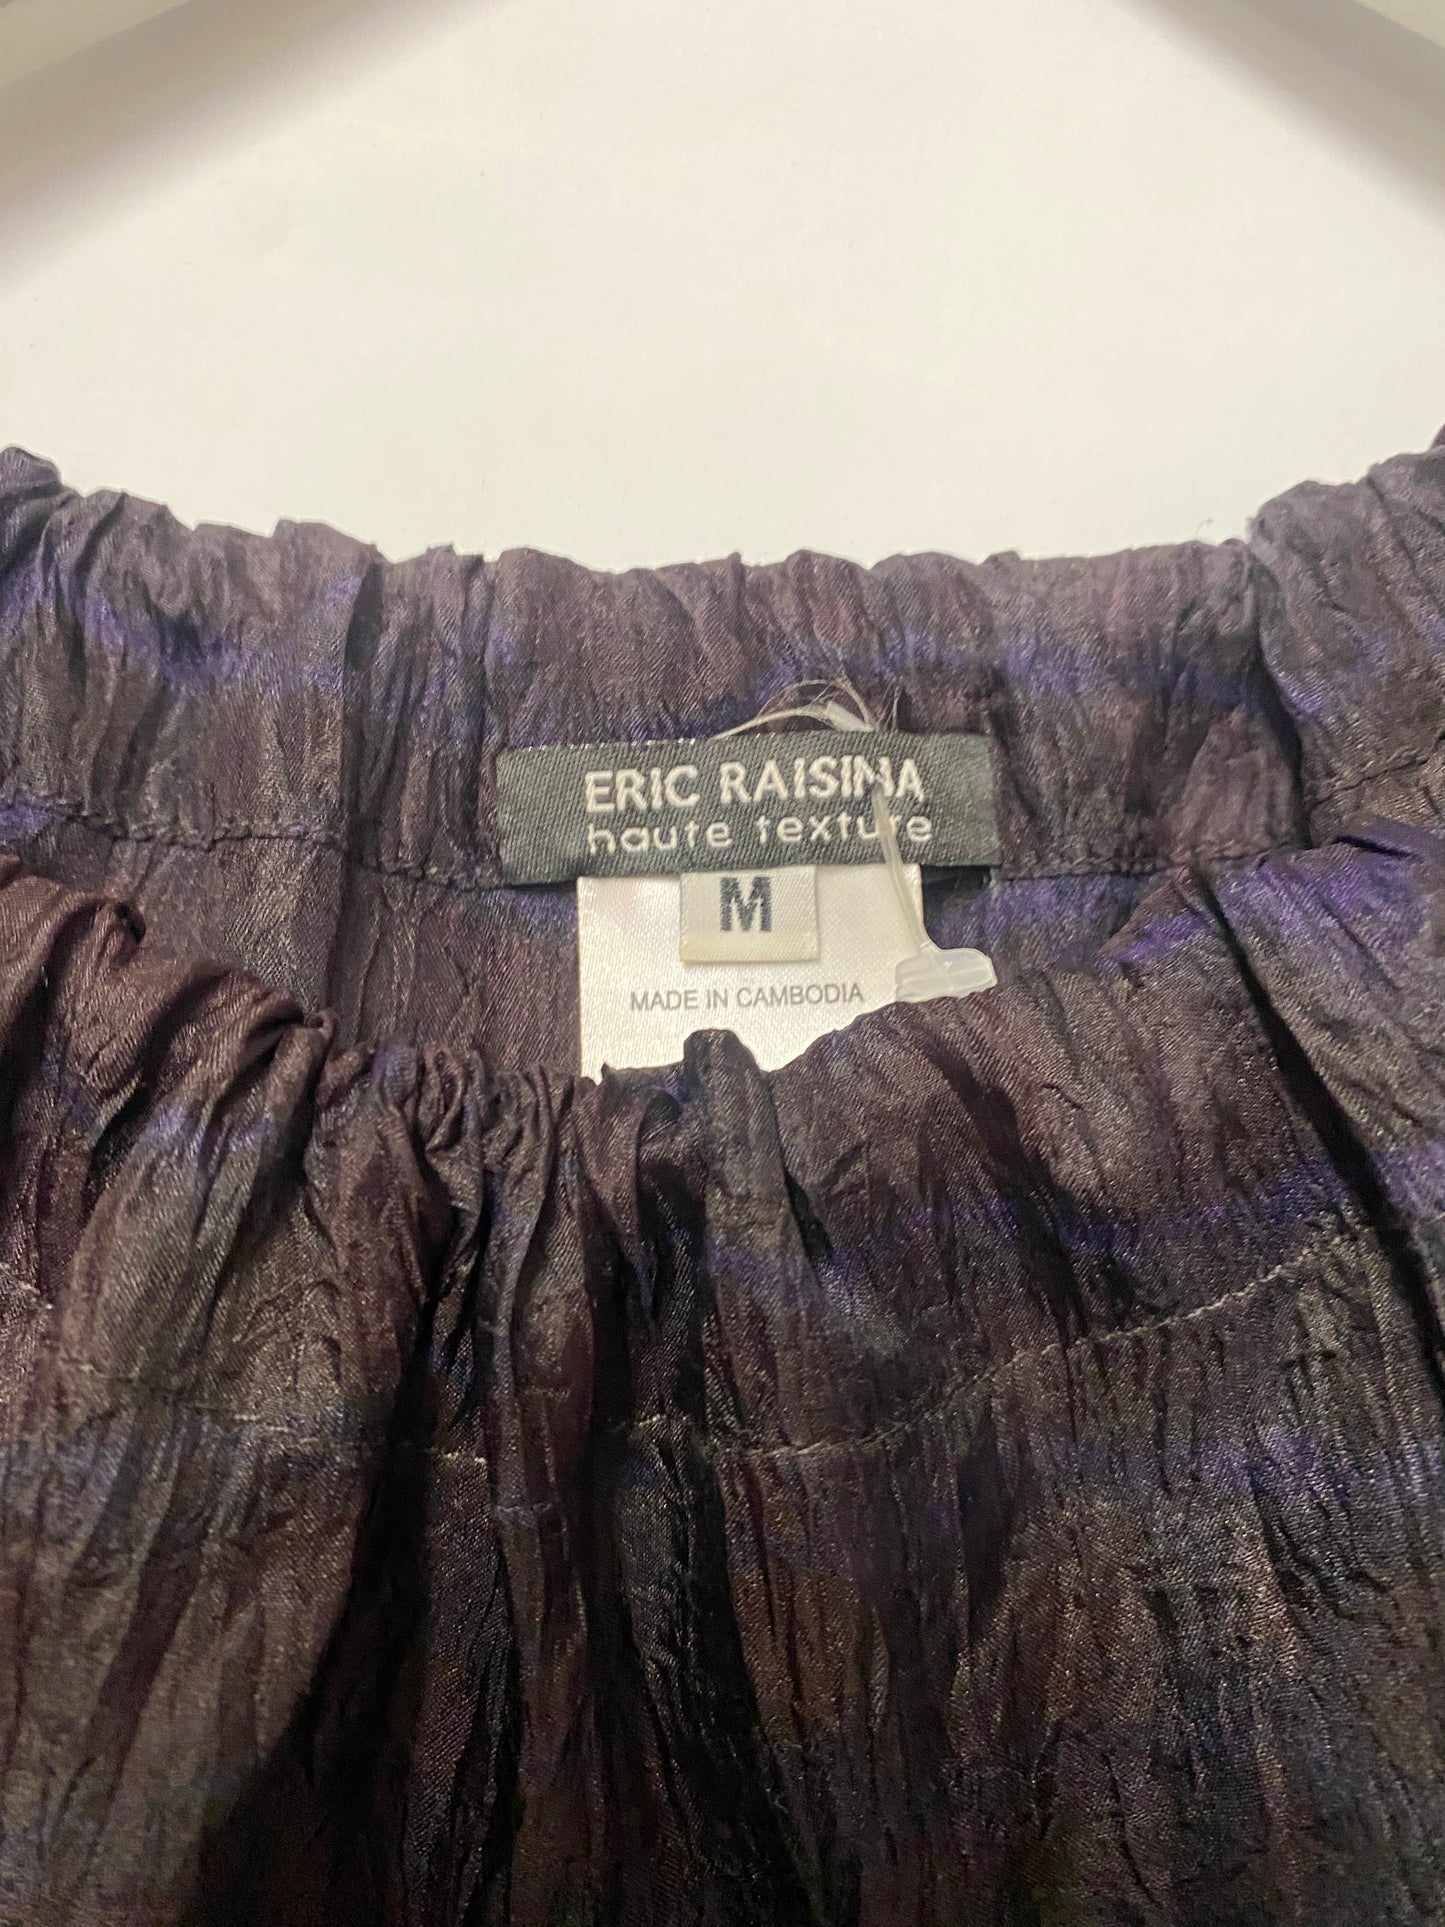 ERIC RAISINA
haute texture
M
MADE IN CAMBODIA